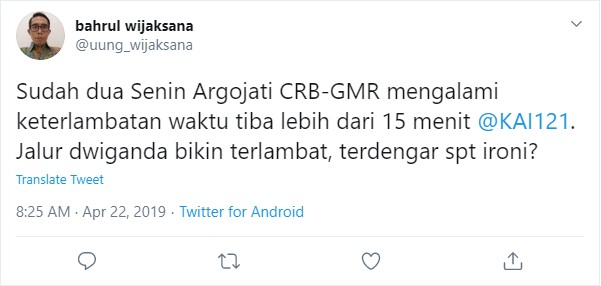 bahrul wijaksana
@uung_wijaksana
Sudah dua Senin Argojati CRB-GMR mengalami
keterlambatan waktu tiba lebih dari 15 menit @KAI121.
Jalur dwiganda bikin terlambat, terdengar spt ironi?
Translate Tweet
8:25 AM · Apr 22, 2019 · Twitter for Android